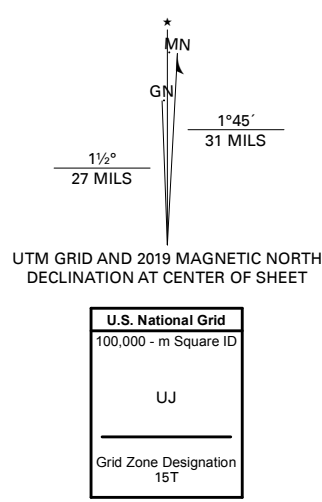 MN
GN
1°45´
31 MILS
1½°
27 MILS
UTM GRID AND 2019 MAGNETIC NORTH
DECLINATION AT CENTER OF SHEET
U.S. National Grid
100,000 - m Square ID
UJ
Grid Zone Designation
15T